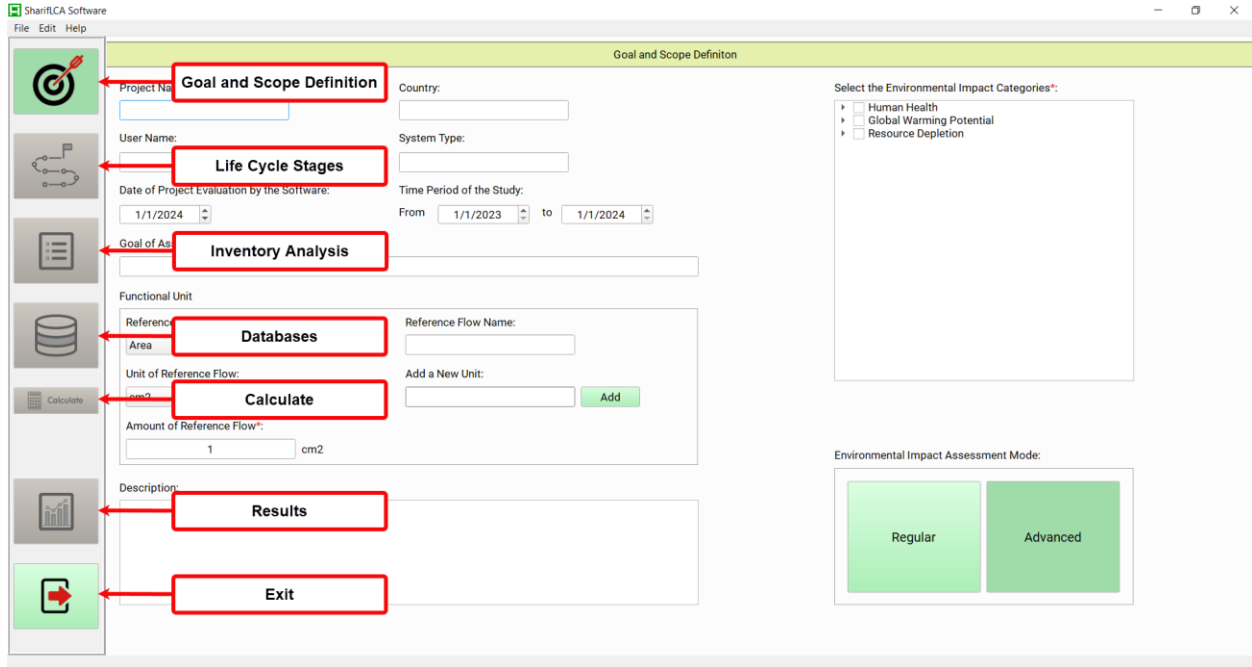 SharifLCA Software
File Edit Help
Goal and Scope Definiton
Goal and Scope Definition
Project Na
Country:
Select the Environmental Impact Categories*:
Human Health
Global Warming Potential
Resource Depletion
User Name:
System Type:
Life Cycle Stages
Date of Project Evaluation by the Software:
Time Period of the Study:
1/1/2024
From 1/1/2023 to 1/1/2024
Goal of As
Inventory Analysis
Functional Unit
Reference
Reference Flow Name:
Databases
Area
Unit of Reference Flow:
Add a New Unit:
cm2
Calculate
Calculate
Add
Amount of Reference Flow*:
1 cm2
Environmental Impact Assessment Mode:
Description:
Results
Regular
Advanced
Exit